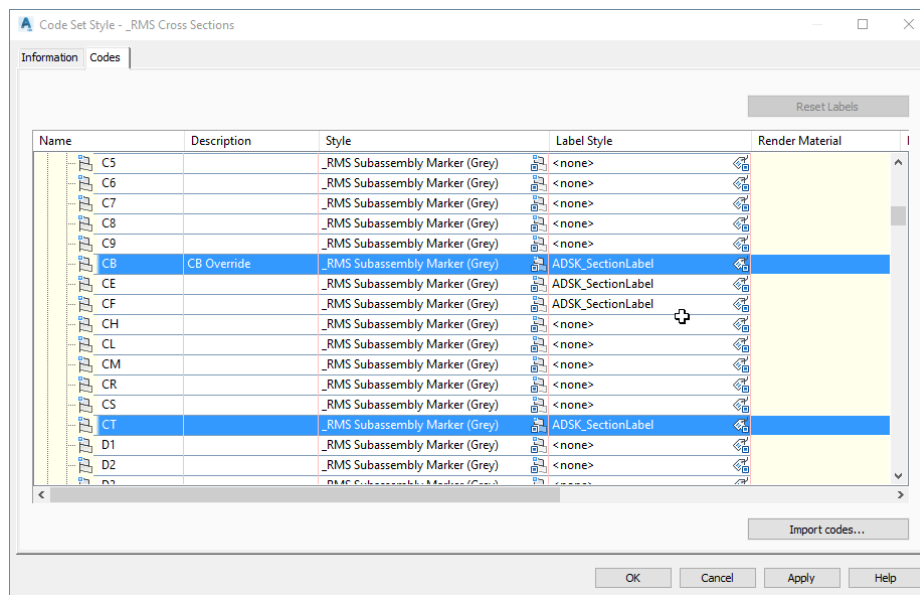 Code Set Style - _RMS Cross Sections
Information Codes
Reset Labels
Name Description Style Label Style Render Material
C5 _RMS Subassembly Marker (Grey) <none>
C6 _RMS Subassembly Marker (Grey) <none>
C7 _RMS Subassembly Marker (Grey) <none>
C8 _RMS Subassembly Marker (Grey) <none>
C9 _RMS Subassembly Marker (Grey) <none>
CB CB Override _RMS Subassembly Marker (Grey) ADSK_SectionLabel
CE _RMS Subassembly Marker (Grey) ADSK_SectionLabel
CF _RMS Subassembly Marker (Grey) ADSK_SectionLabel
CH _RMS Subassembly Marker (Grey) <none>
CL _RMS Subassembly Marker (Grey) <none>
CM _RMS Subassembly Marker (Grey) <none>
CR _RMS Subassembly Marker (Grey) <none>
CS _RMS Subassembly Marker (Grey) <none>
CT _RMS Subassembly Marker (Grey) ADSK_SectionLabel
D1 _RMS Subassembly Marker (Grey) <none>
D2 _RMS Subassembly Marker (Grey) <none>
Import codes...
OK Cancel Apply Help